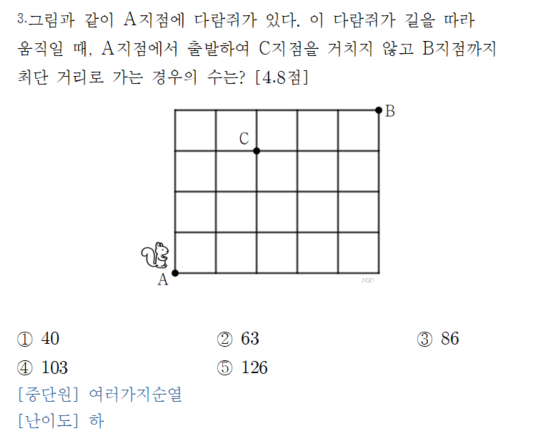 3.그림과 같이 A지점에 다람쥐가 있다. 이 다람쥐가 길을 따라
움직일 때, A지점에서 출발하여 C지점을 거치지 않고 B지점까지
최단 거리로 가는 경우의 수는? [4.8점]
B
C
A
① 40 ② 63 ③ 86
④ 103 ⑤ 126
[중단원] 여러가지순열
[난이도] 하